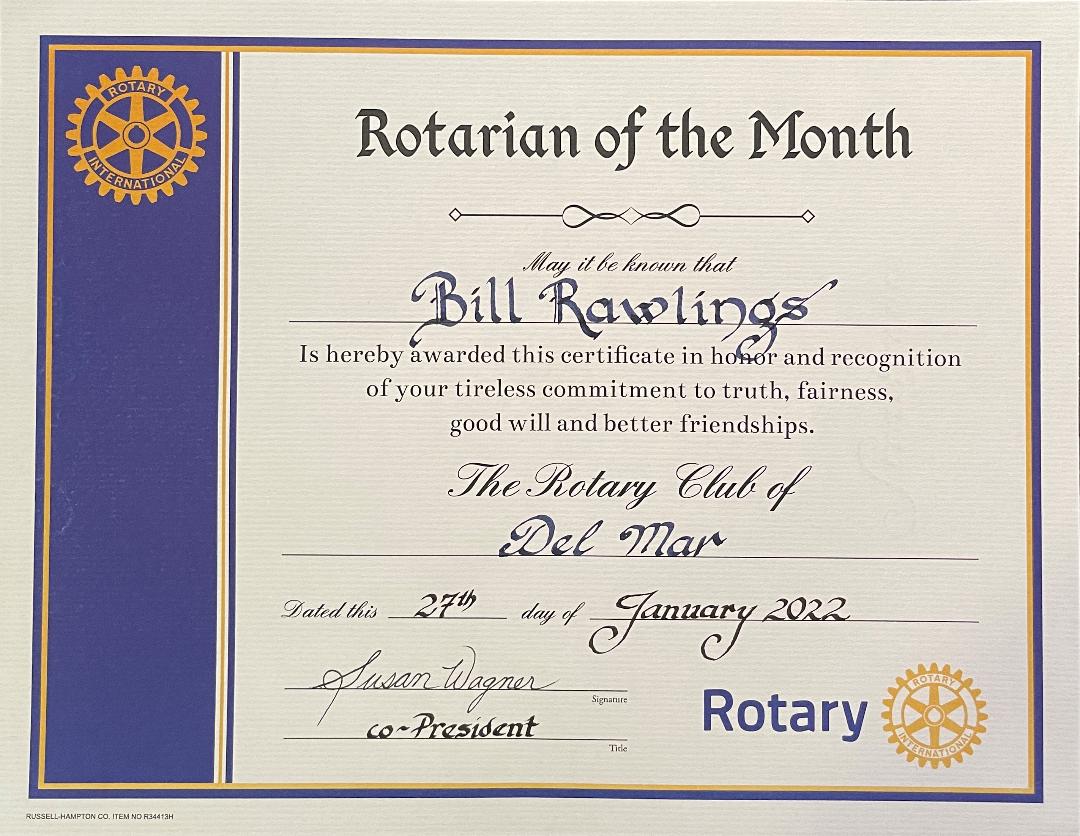 ROTARY
INTERNATIONAL
Rotarian of the Month
May it be known that
Bill Rawlings
Is hereby awarded this certificate in honor and recognition
of your tireless commitment to truth, fairness,
good will and better friendships.
The Rotary Club of
Del Mar
Dated this 27th day of January 2022
Susan Wagner
Signature
co~President
Title
Rotary
ROTARY
INTERNATIONAL
RUSSELL-HAMPTON CO. ITEM NO R34413H